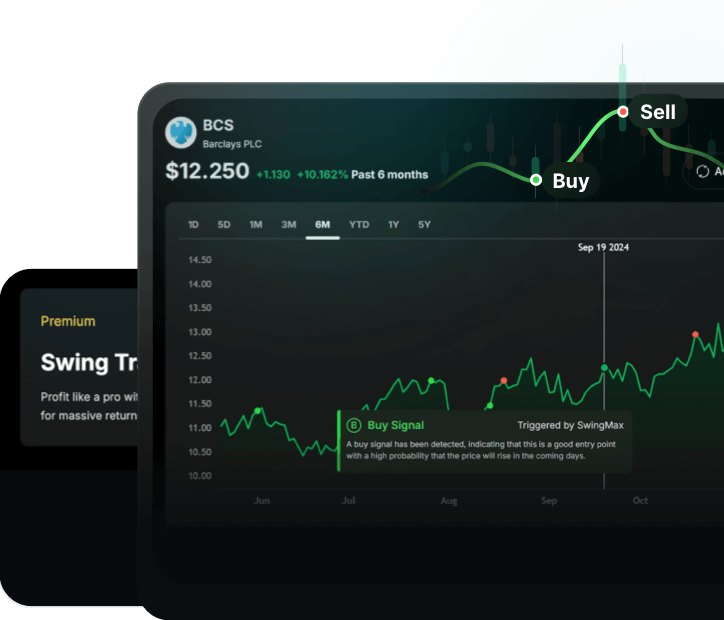 Sell
BCS
Barclays PLC
$12.250 +1.130 +10.162% Past 6 months
Buy
1D 5D 1M 3M 6M YTD 1Y 5Y
Sep 19 2024
14.50
14.00
13.50
13.00
12.50
12.00
11.50
11.00
10.50
10.00
Jun Jul Aug Sep Oct
B Buy Signal Triggered by SwingMax
A buy signal has been detected, indicating that this is a good entry point
with a high probability that the price will rise in the coming days.
Premium
Swing Tra
Profit like a pro wit
for massive return